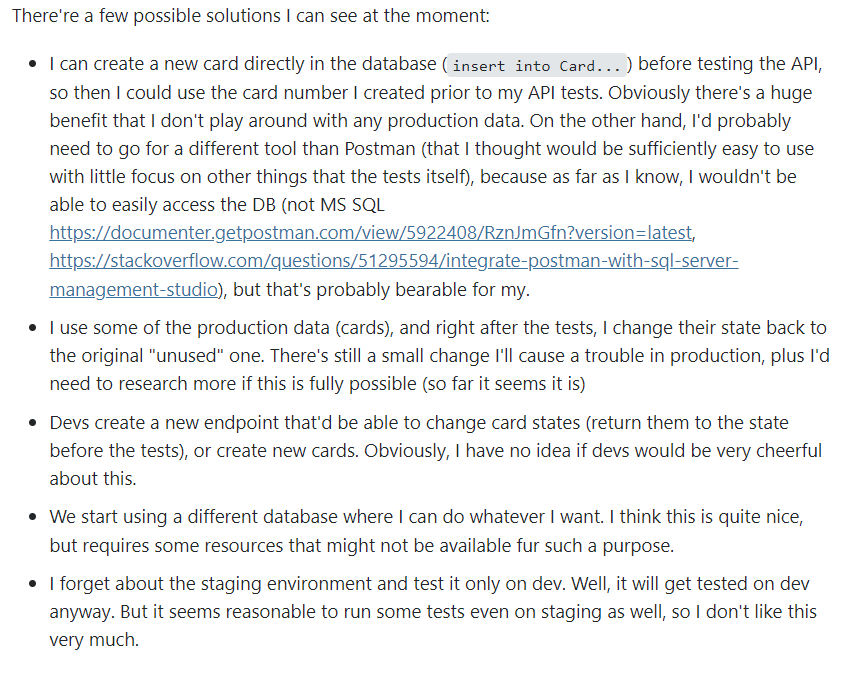 There're a few possible solutions I can see at the moment:
I can create a new card directly in the database (insert into Card...) before testing the API,
so then I could use the card number I created prior to my API tests. Obviously there's a huge
benefit that I don't play around with any production data. On the other hand, I'd probably
need to go for a different tool than Postman (that I thought would be sufficiently easy to use
with little focus on other things that the tests itself), because as far as I know, I wouldn't be
able to easily access the DB (not MS SQL
https://documenter.getpostman.com/view/5922408/RznJmGfn?version=latest,
https://stackoverflow.com/questions/51295594/integrate-postman-with-sql-server-
management-studio), but that's probably bearable for my.
I use some of the production data (cards), and right after the tests, I change their state back to
the original "unused" one. There's still a small change I'll cause a trouble in production, plus I'd
need to research more if this is fully possible (so far it seems it is)
Devs create a new endpoint that'd be able to change card states (return them to the state
before the tests), or create new cards. Obviously, I have no idea if devs would be very cheerful
about this.
We start using a different database where I can do whatever I want. I think this is quite nice,
but requires some resources that might not be available fur such a purpose.
I forget about the staging environment and test it only on dev. Well, it will get tested on dev
anyway. But it seems reasonable to run some tests even on staging as well, so I don't like this
very much.